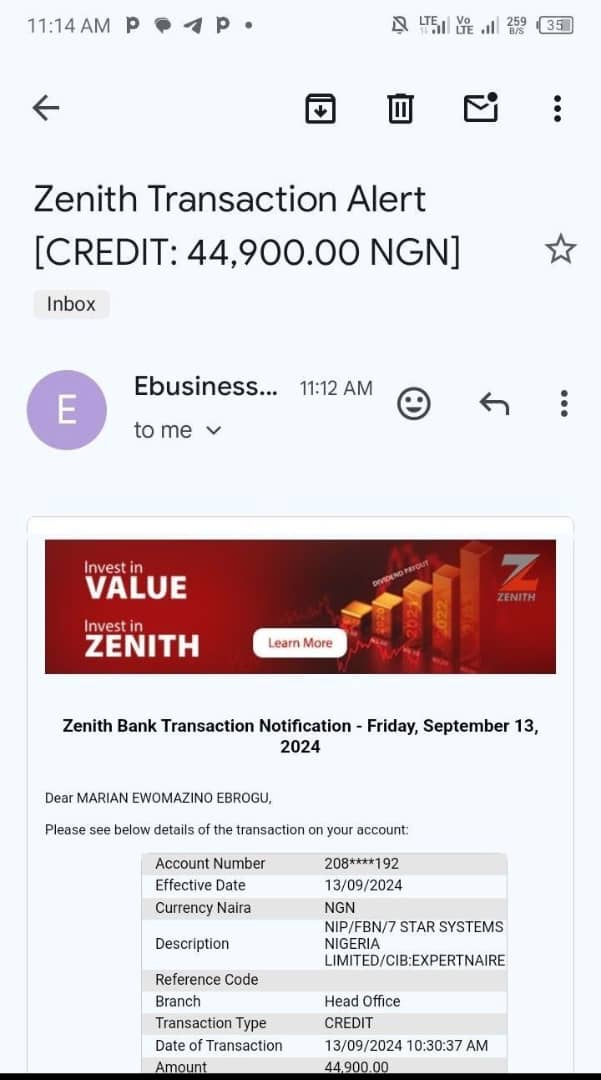 11:14 AM
LTE
Vo
LTE
259
B/S
35
Zenith Transaction Alert
[CREDIT: 44,900.00 NGN]
Inbox
E
Ebusiness... 11:12 AM
to me
Invest in
VALUE
Invest in
ZENITH
Learn More
DIVIDEND PAYOUT
2020
2021
2022
ZENITH
Zenith Bank Transaction Notification - Friday, September 13,
2024
Dear MARIAN EWOMAZINO EBROGU,
Please see below details of the transaction on your account:
Account Number 208****192
Effective Date 13/09/2024
Currency Naira NGN
Description NIP/FBN/7 STAR SYSTEMS
NIGERIA
LIMITED/CIB:EXPERTNAIRE
Reference Code
Branch Head Office
Transaction Type CREDIT
Date of Transaction 13/09/2024 10:30:37 AM
Amount 44,900.00